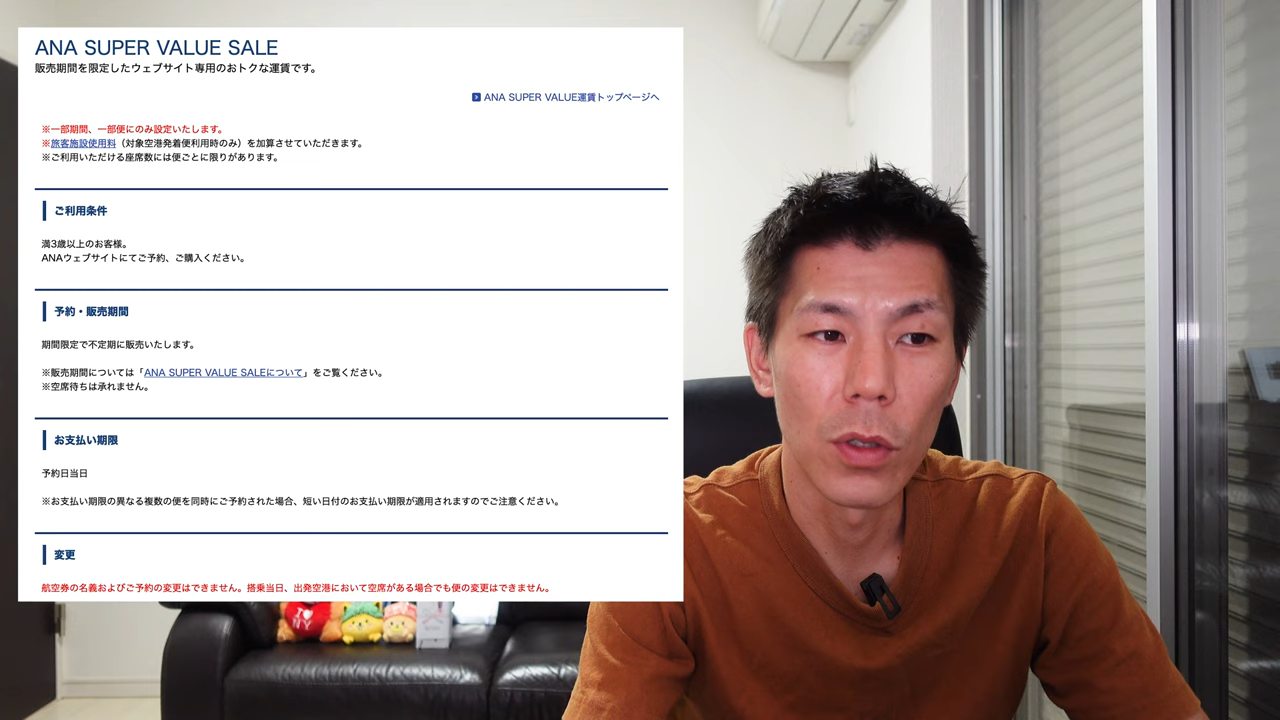 ANA SUPER VALUE SALE
販売期間を限定したウェブサイト専用のおトクな運賃です。
ANA SUPER VALUE運賃トップページへ
※一部期間、一部便にのみ設定いたします。
※旅客施設使用料（対象空港発着便利用時のみ）を加算させていただきます。
※ご利用いただける座席数には便ごとに限りがあります。
ご利用条件
満3歳以上のお客様。
ANAウェブサイトにてご予約、ご購入ください。
予約・販売期間
期間限定で不定期に販売いたします。
※販売期間については「ANA SUPER VALUE SALEについて」をご覧ください。
※空席待ちは承れません。
お支払い期限
予約日当日
※お支払い期限の異なる複数の便を同時にご予約された場合、短い日付のお支払い期限が適用されますのでご注意ください。
変更
航空券の名義およびご予約の変更はできません。搭乗当日、出発空港において空席がある場合でも便の変更はできません。